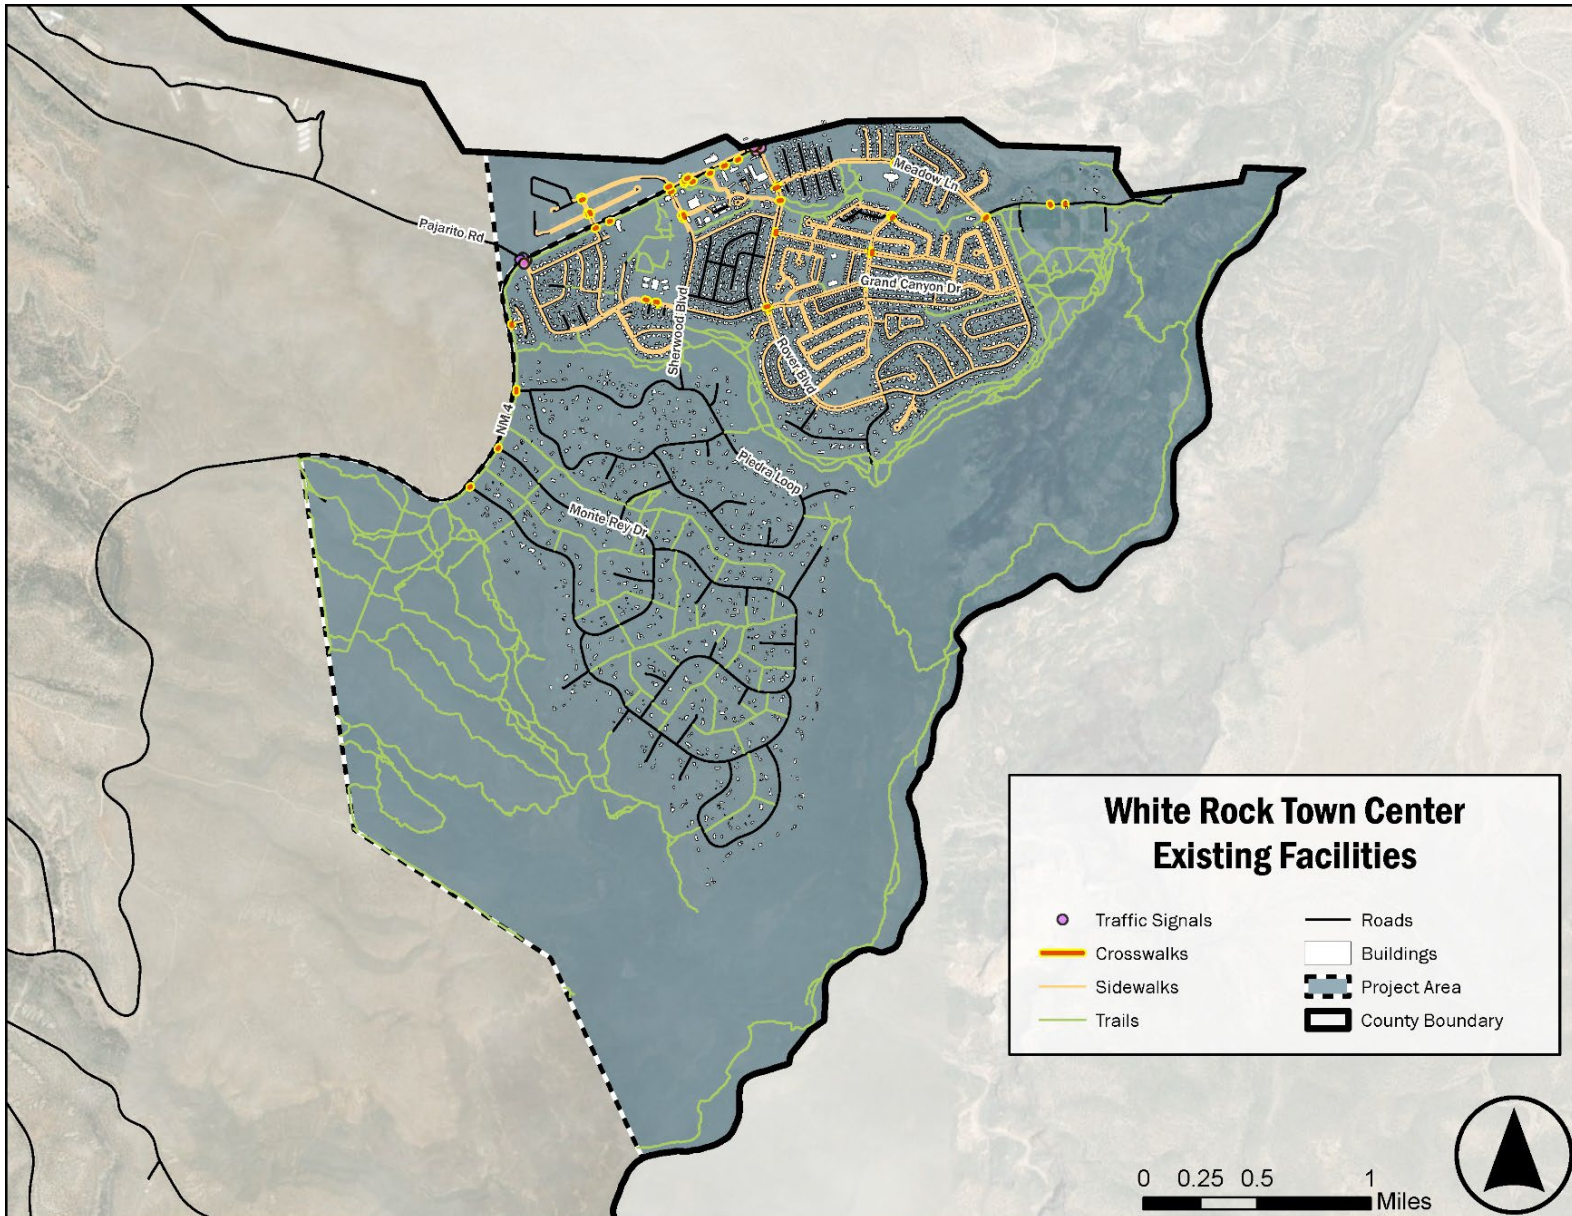 Meadow Ln
Pajarito Rd
Grand Canyon Dr
Sherwood Blvd
Rover Blvd
NM 4
Piedra Loop
Monte Rey Dr
White Rock Town Center
Existing Facilities
Traffic Signals
Crosswalks
Sidewalks
Trails
Roads
Buildings
Project Area
County Boundary
0 0.25 0.5 1
Miles